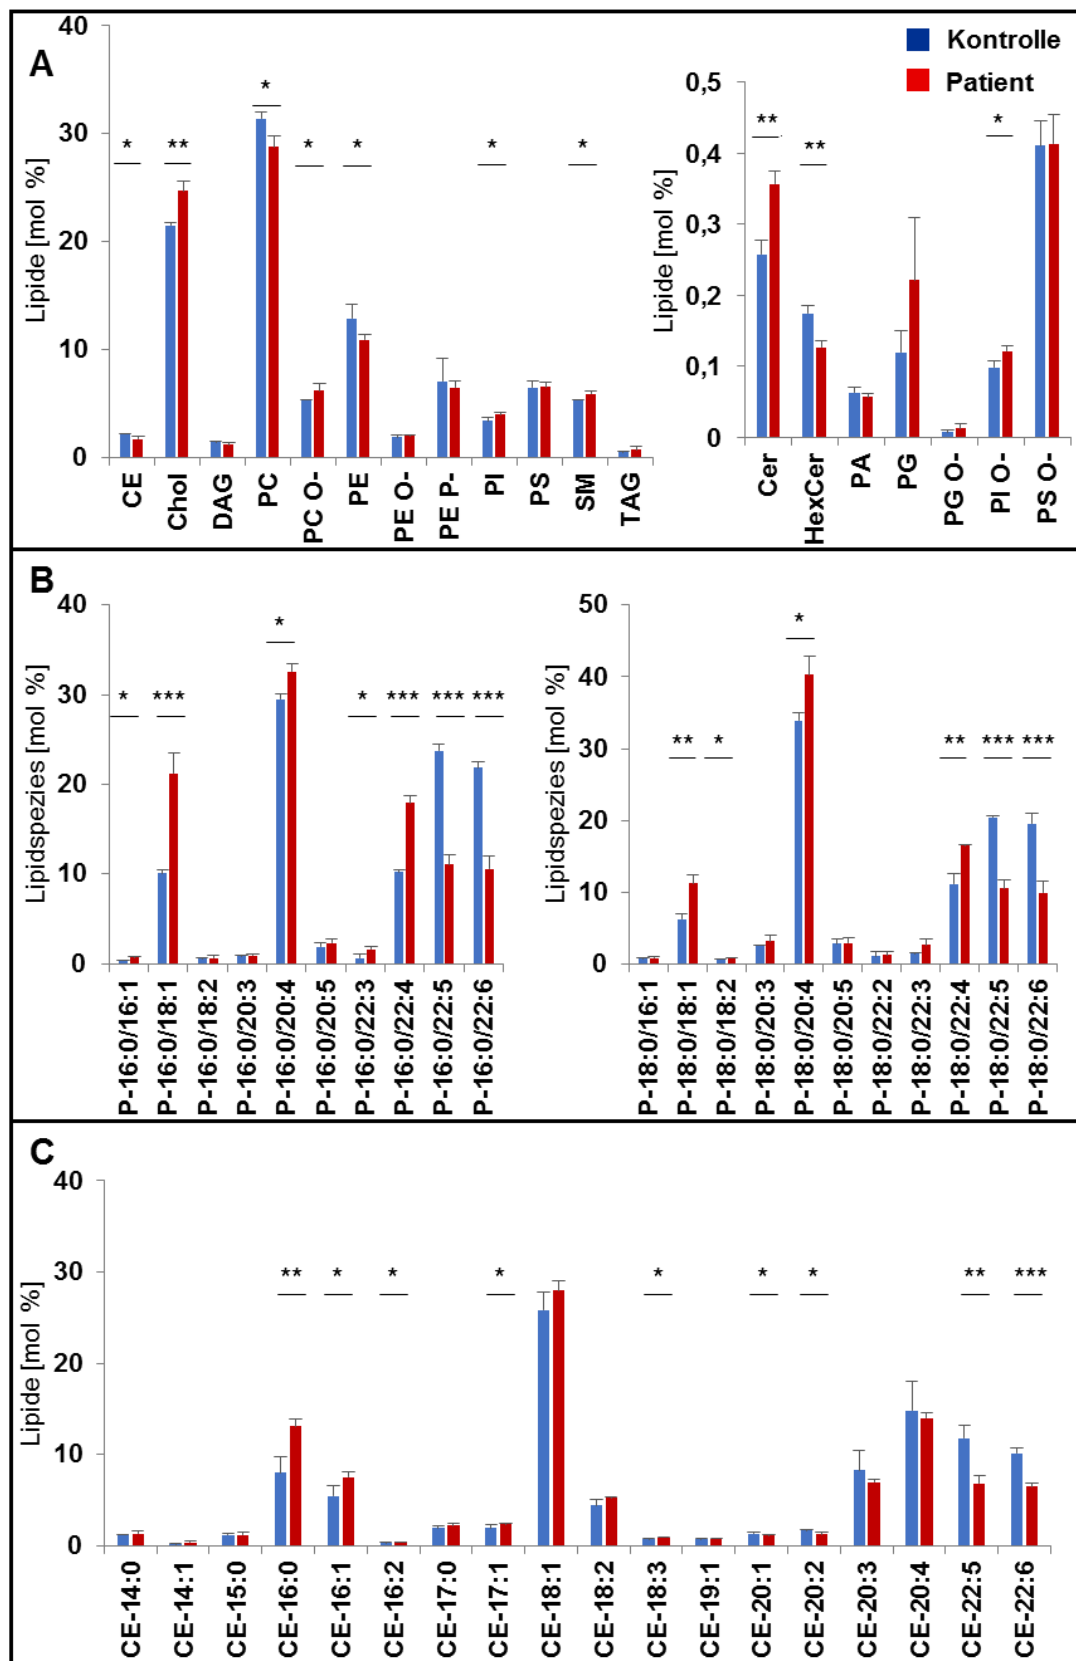 A
Kontrolle
Patient
Lipide [mol %]
40
30
20
10
0
* ** * * * * *
CE Chol DAG PC PC O- PE PE O- PE P- PI PS SM TAG
Lipide [mol %]
0,5
0,4
0,3
0,2
0,1
0
** ** *
Cer HexCer PA PG PG O- PI O- PS O-
B
Lipidspezies [mol %]
40
30
20
10
0
* *** * * *** *** ***
P-16:0/16:1 P-16:0/18:1 P-16:0/18:2 P-16:0/20:3 P-16:0/20:4 P-16:0/20:5 P-16:0/22:3 P-16:0/22:4 P-16:0/22:5 P-16:0/22:6
Lipidspezies [mol %]
50
40
30
20
10
0
** * * ** *** ***
P-18:0/16:1 P-18:0/18:1 P-18:0/18:2 P-18:0/20:3 P-18:0/20:4 P-18:0/20:5 P-18:0/22:2 P-18:0/22:3 P-18:0/22:4 P-18:0/22:5 P-18:0/22:6
C
Lipide [mol %]
40
30
20
10
0
** * * * * * * ** ***
CE-14:0 CE-14:1 CE-15:0 CE-16:0 CE-16:1 CE-16:2 CE-17:0 CE-17:1 CE-18:1 CE-18:2 CE-18:3 CE-19:1 CE-20:1 CE-20:2 CE-20:3 CE-20:4 CE-22:5 CE-22:6